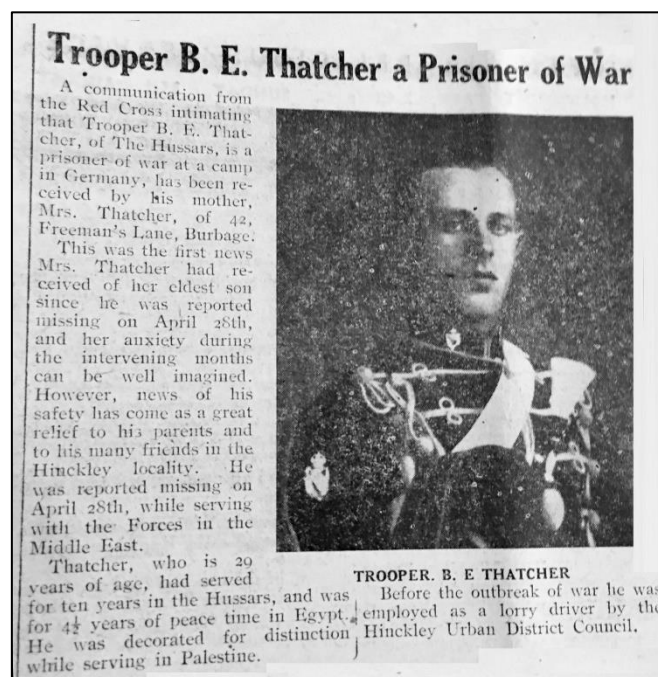 Trooper B. E. Thatcher a Prisoner of War
A communication from
the Red Cross intimating
that Trooper B. E. That-
cher, of The Hussars, is a
prisoner of war at a camp
in Germany, has been re-
ceived by his mother,
Mrs. Thatcher, of 42,
Freeman's Lane, Burbage.
This was the first news
Mrs. Thatcher had re-
ceived of her eldest son
since he was reported
missing on April 28th,
and her anxiety during
the intervening months
can be well imagined.
However, news of his
safety has come as a great
relief to his parents and
to his many friends in the
Hinckley locality. He
was reported missing on
April 28th, while serving
with the Forces in the
Middle East.
Thatcher, who is 29
years of age, had served
for ten years in the Hussars, and was
for 4½ years of peace time in Egypt.
He was decorated for distinction
while serving in Palestine.
TROOPER. B. E THATCHER
Before the outbreak of war he was
employed as a lorry driver by the
Hinckley Urban District Council.